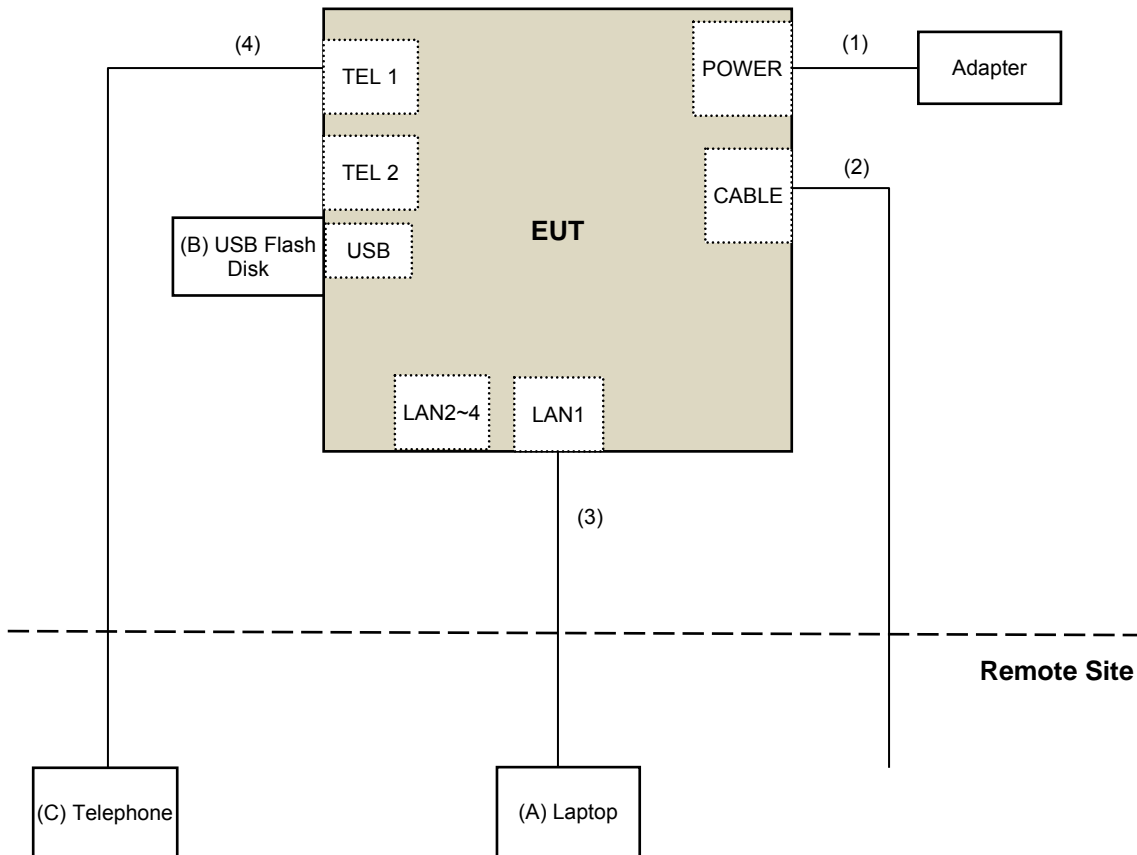 (4)
(1)
TEL 1
POWER
Adapter
TEL 2
CABLE
(2)
EUT
(B) USB Flash
Disk
USB
LAN2~4
LAN1
(3)
Remote Site
(C) Telephone
(A) Laptop